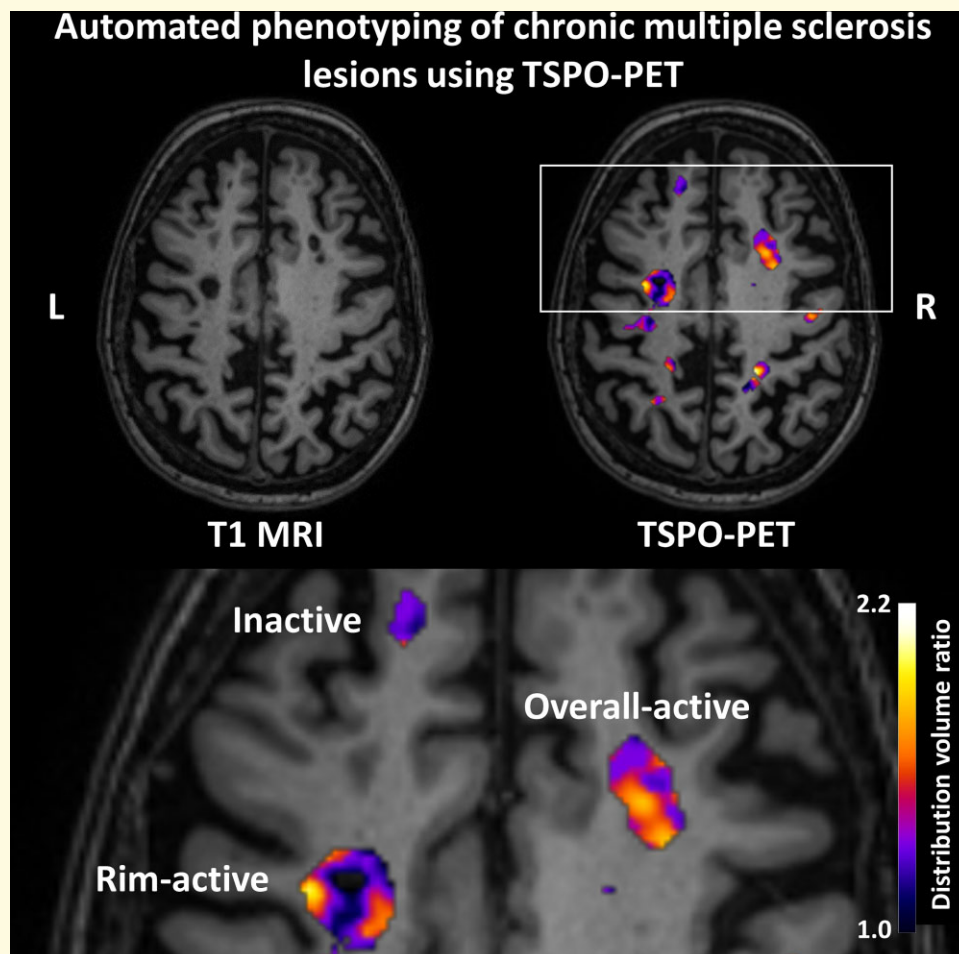 Automated phenotyping of chronic multiple sclerosis
lesions using TSPO-PET
L
R
T1 MRI
TSPO-PET
Inactive
Overall-active
Rim-active
2.2
Distribution volume ratio
1.0